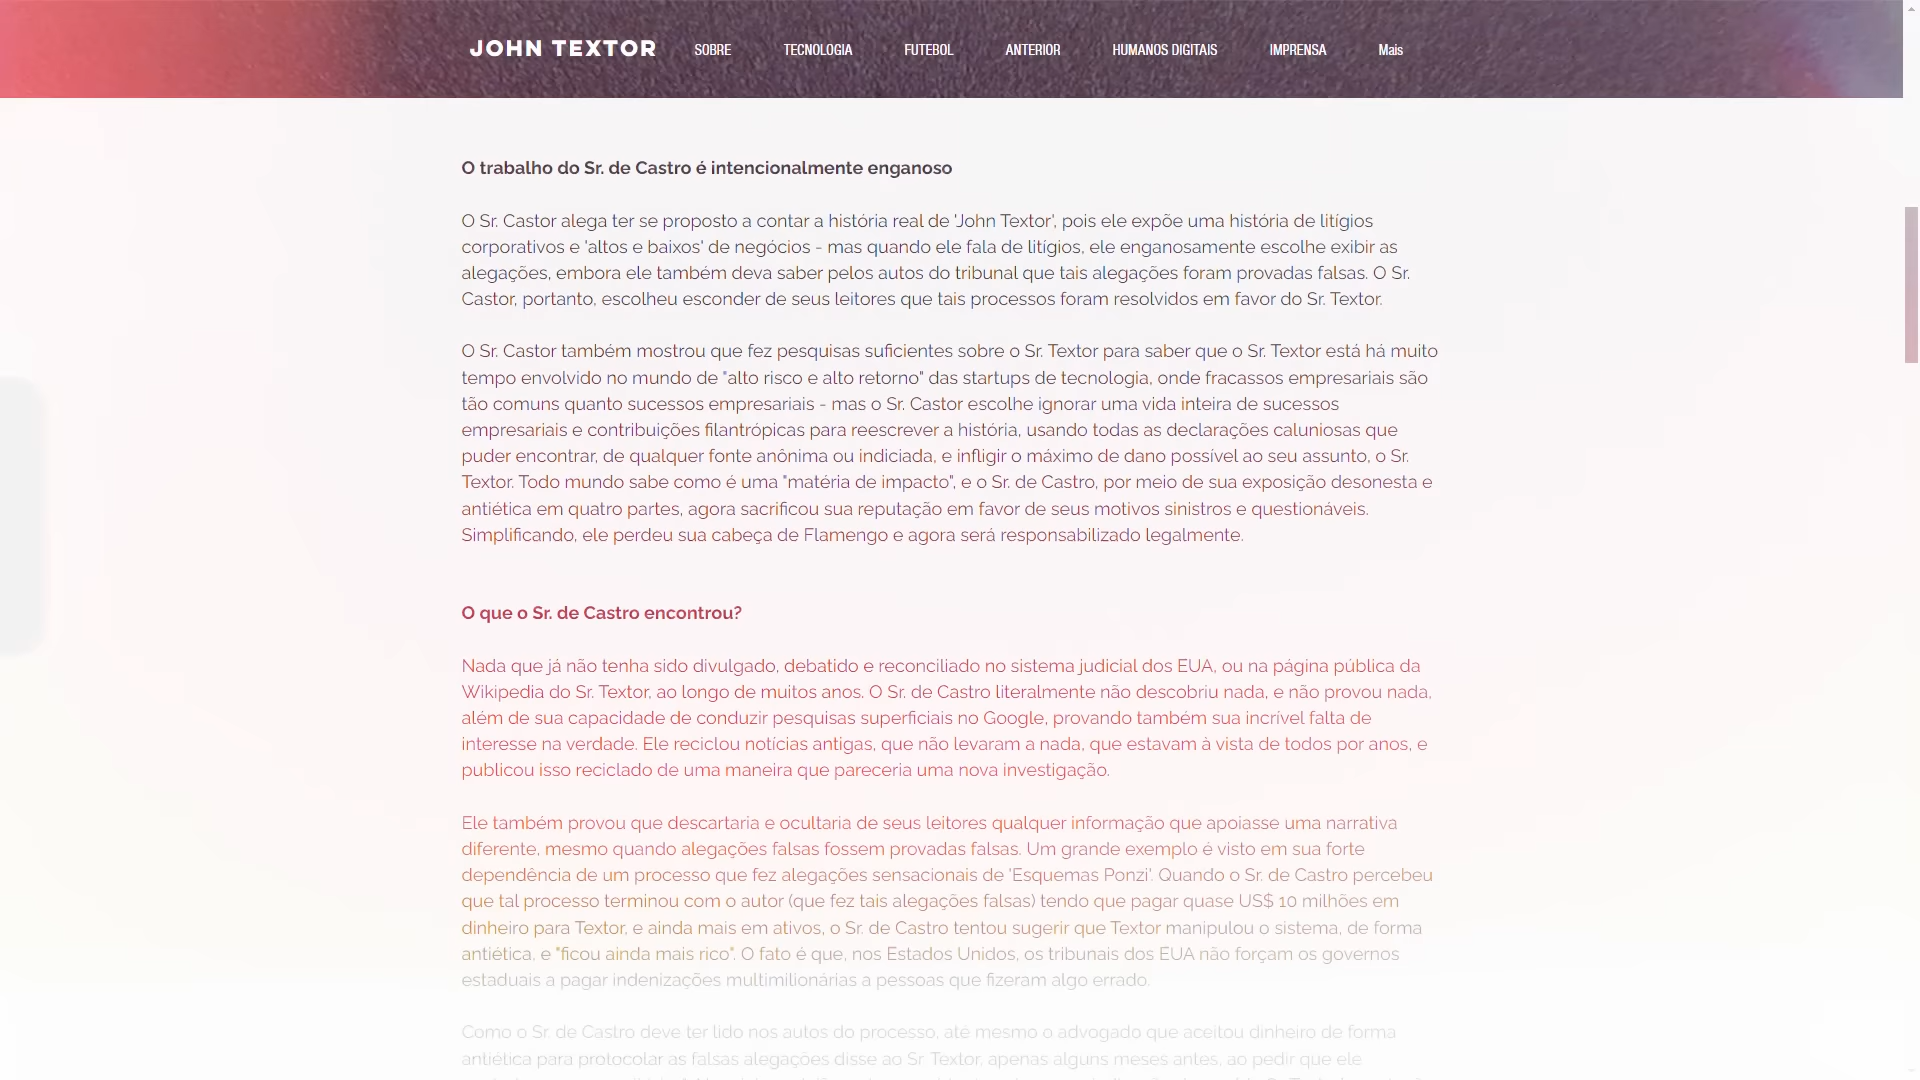 JOHN TEXTOR SOBRE TECNOLOGIA FUTEBOL ANTERIOR HUMANOS DIGITAIS IMPRENSA Mais
O trabalho do Sr. de Castro é intencionalmente enganoso
O Sr. Castor alega ter se proposto a contar a história real de 'John Textor', pois ele expõe uma história de litígios
corporativos e 'altos e baixos' de negócios - mas quando ele fala de litígios, ele enganosamente escolhe exibir as
alegações, embora ele também deva saber pelos autos do tribunal que tais alegações foram provadas falsas. O Sr.
Castor, portanto, escolheu esconder de seus leitores que tais processos foram resolvidos em favor do Sr. Textor.
O Sr. Castor também mostrou que fez pesquisas suficientes sobre o Sr. Textor para saber que o Sr. Textor está há muito
tempo envolvido no mundo de "alto risco e alto retorno" das startups de tecnologia, onde fracassos empresariais são
tão comuns quanto sucessos empresariais - mas o Sr. Castor escolhe ignorar uma vida inteira de sucessos
empresariais e contribuições filantrópicas para reescrever a história, usando todas as declarações caluniosas que
puder encontrar, de qualquer fonte anônima ou indiciada, e infligir o máximo de dano possível ao seu assunto, o Sr.
Textor. Todo mundo sabe como é uma "matéria de impacto", e o Sr. de Castro, por meio de sua exposição desonesta e
antiética em quatro partes, agora sacrificou sua reputação em favor de seus motivos sinistros e questionáveis.
Simplificando, ele perdeu sua cabeça de Flamengo e agora será responsabilizado legalmente.
O que o Sr. de Castro encontrou?
Nada que já não tenha sido divulgado, debatido e reconciliado no sistema judicial dos EUA, ou na página pública da
Wikipedia do Sr. Textor, ao longo de muitos anos. O Sr. de Castro literalmente não descobriu nada, e não provou nada,
além de sua capacidade de conduzir pesquisas superficiais no Google, provando também sua incrível falta de
interesse na verdade. Ele reciclou notícias antigas, que não levaram a nada, que estavam à vista de todos por anos, e
publicou isso reciclado de uma maneira que pareceria uma nova investigação.
Ele também provou que descartaria e ocultaria de seus leitores qualquer informação que apoiasse uma narrativa
diferente, mesmo quando alegações falsas fossem provadas falsas. Um grande exemplo é visto em sua forte
dependência de um processo que fez alegações sensacionais de 'Esquemas Ponzi'. Quando o Sr. de Castro percebeu
que tal processo terminou com o autor (que fez tais alegações falsas) tendo que pagar quase US$ 10 milhões em
dinheiro para Textor, e ainda mais em ativos, o Sr. de Castro tentou sugerir que Textor manipulou o sistema, de forma
antiética, e "ficou ainda mais rico". O fato é que, nos Estados Unidos, os tribunais dos EUA não forçam os governos
estaduais a pagar indenizações multimilionárias a pessoas que fizeram algo errado.
Como o Sr. de Castro deve ter lido nos autos do processo, até mesmo o advogado que aceitou dinheiro de forma
antiética para protocolar as falsas alegações disse ao Sr. Textor, apenas alguns meses antes, ao pedir que ele